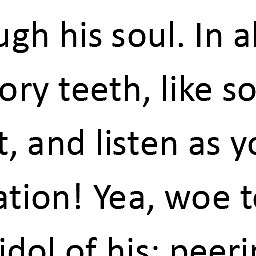 ugh his soul. In al
ory teeth, like so
t, and listen as yo
ation! Yea, woe to
idol of his; peerin